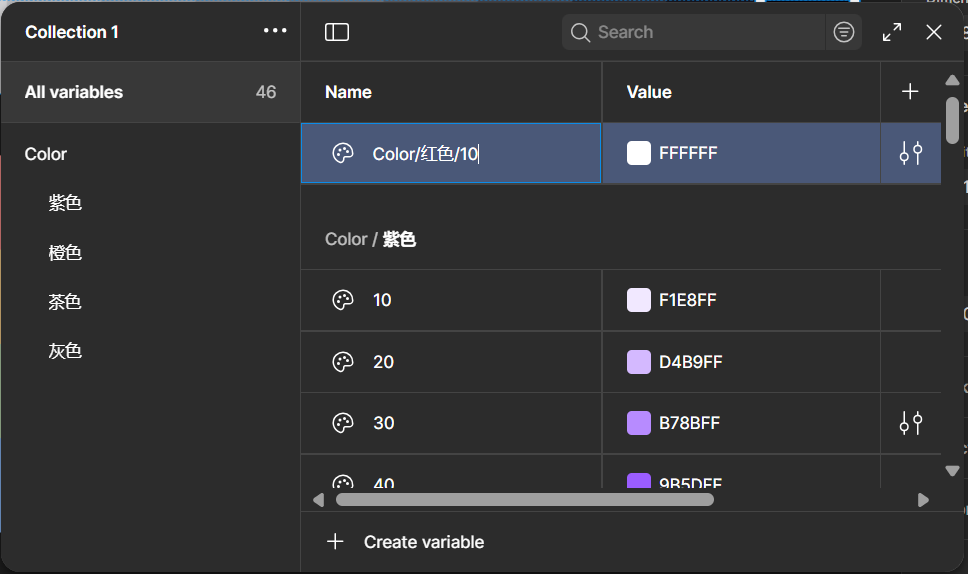 Collection 1
Search
All variables 46
Name Value
Color
Color/红色/10 FFFFFF
紫色
橙色
茶色
灰色
Color / 紫色
10 F1E8FF
20 D4B9FF
30 B78BFF
40 9B5DFF
Create variable